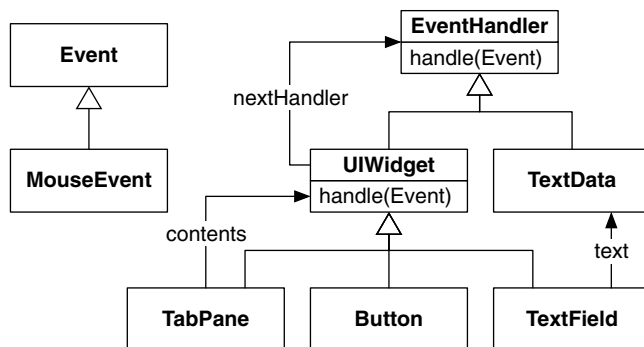 EventHandler
handle(Event)
Event
nextHandler
MouseEvent
UIWidget
handle(Event)
TextData
contents
text
TabPane
Button
TextField